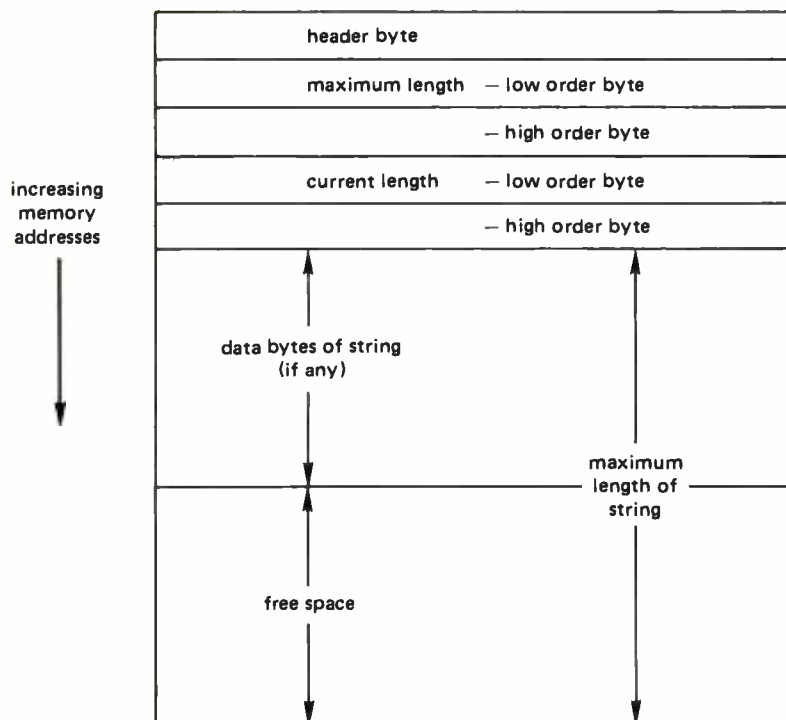 header byte
maximum length – low order byte
– high order byte
current length – low order byte
– high order byte
increasing
memory
addresses
data bytes of string
(if any)
maximum
length of
string
free space